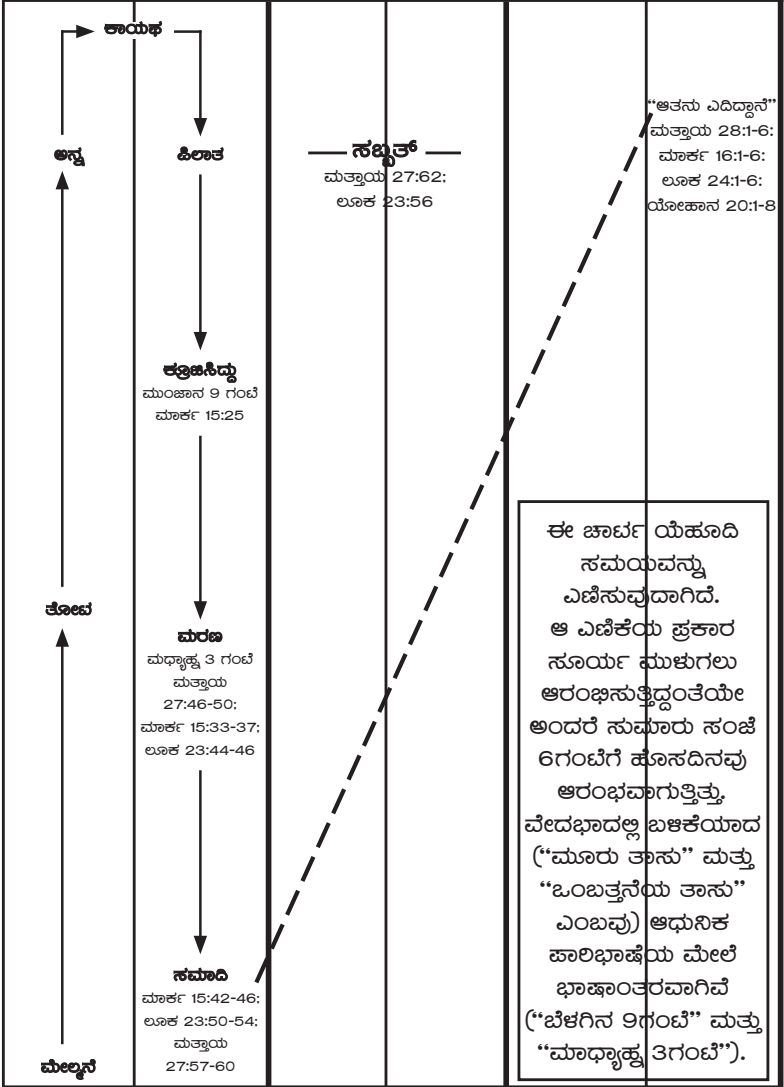 ಕಾಯಫ
ಅನ್ನ
ಪಿಲಾತ
ಸಬ್ಬತ್
ಮತ್ತಾಯ 27:62;
ಲೂಕ 23:56
“ಆತನು ಎದಿದ್ದಾನೆ”
ಮತ್ತಾಯ 28:1-6:
ಮಾರ್ಕ 16:1-6:
ಲೂಕ 24:1-6:
ಯೋಹಾನ 20:1-8
ಕ್ರೂಜಿಸಿದ್ದು
ಮುಂಜಾನ 9 ಗಂಟೆ
ಮಾರ್ಕ 15:25
ತೋಟ
ಮರಣ
ಮಧ್ಯಾಹ್ನ 3 ಗಂಟೆ
ಮತ್ತಾಯ
27:46-50;
ಮಾರ್ಕ 15:33-37;
ಲೂಕ 23:44-46
ಸಮಾದಿ
ಮಾರ್ಕ 15:42-46;
ಲೂಕ 23:50-54;
ಮತ್ತಾಯ
27:57-60
ಮೇಲ್ಮನೆ
ಈ ಚಾರ್ಟ ಯೆಹೂದಿ
ಸಮಯವನ್ನು
ಎಣಿಸುವುದಾಗಿದೆ.
ಆ ಎಣಿಕೆಯ ಪ್ರಕಾರ
ಸೂರ್ಯ ಮುಳುಗಲು
ಆರಂಭಿಸುತ್ತಿದ್ದಂತೆಯೇ
ಅಂದರೆ ಸುಮಾರು ಸಂಜೆ
6ಗಂಟೆಗೆ ಹೊಸದಿನವು
ಆರಂಭವಾಗುತ್ತಿತ್ತು.
ವೇದಭಾದಲ್ಲಿ ಬಳಕೆಯಾದ
(“ಮೂರು ತಾಸು” ಮತ್ತು
“ಒಂಬತ್ತನೆಯ ತಾಸು”
ಎಂಬವು) ಆಧುನಿಕ
ಪಾರಿಭಾಷೆಯ ಮೇಲೆ
ಭಾಷಾಂತರವಾಗಿವೆ
(“ಬೆಳಗಿನ 9ಗಂಟೆ” ಮತ್ತು
“ಮಾಧ್ಯಾಹ್ನ 3ಗಂಟೆ”).